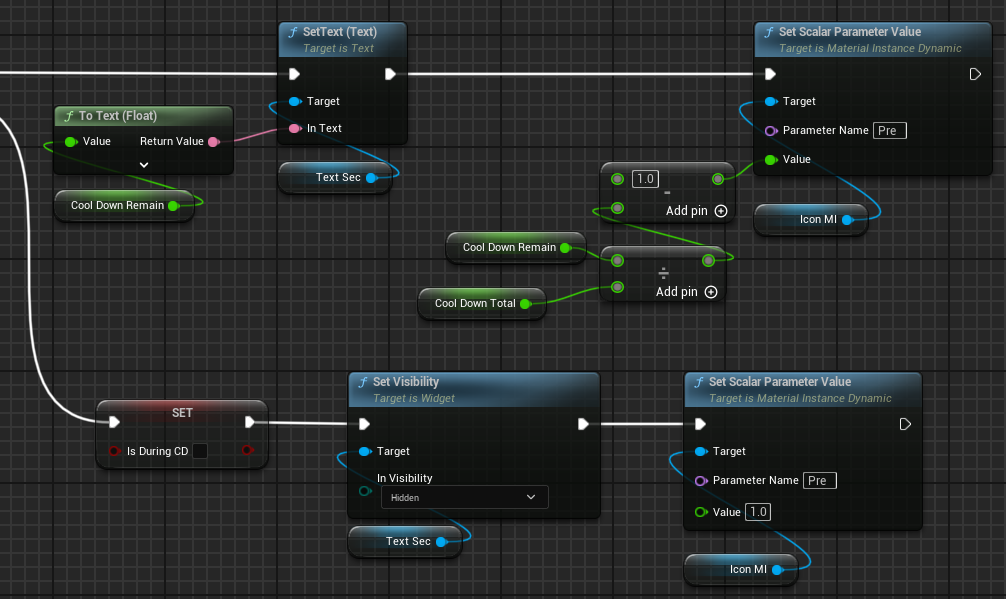 SetText (Text)
Target is Text
Target
In Text
Text Sec
To Text (Float)
Value
Return Value
Cool Down Remain
Set Scalar Parameter Value
Target is Material Instance Dynamic
Target
Parameter Name Pre
Value
Icon MI
1.0
-
Add pin
Cool Down Remain
÷
Add pin
Cool Down Total
SET
Is During CD
Set Visibility
Target is Widget
Target
In Visibility
Hidden
Text Sec
Set Scalar Parameter Value
Target is Material Instance Dynamic
Target
Parameter Name Pre
Value 1.0
Icon MI